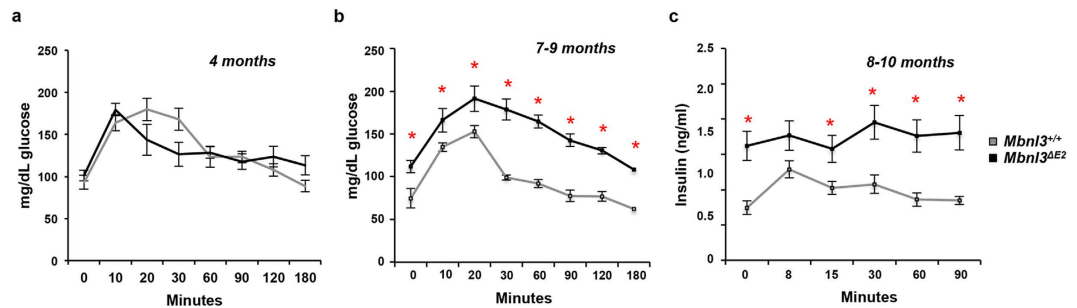 a
4 months
mg/dL glucose
250
200
150
100
50
0
0 10 20 30 60 90 120 180
Minutes
b
7-9 months
mg/dL glucose
250
200
150
100
50
0
* * * * * * * *
0 10 20 30 60 90 120 180
Minutes
c
8-10 months
Insulin (ng/ml)
2.5
2.0
1.5
1.0
0.5
0
* * * * *
0 8 15 30 60 90
Minutes
Mbnl3+/+
Mbnl3ΔE2